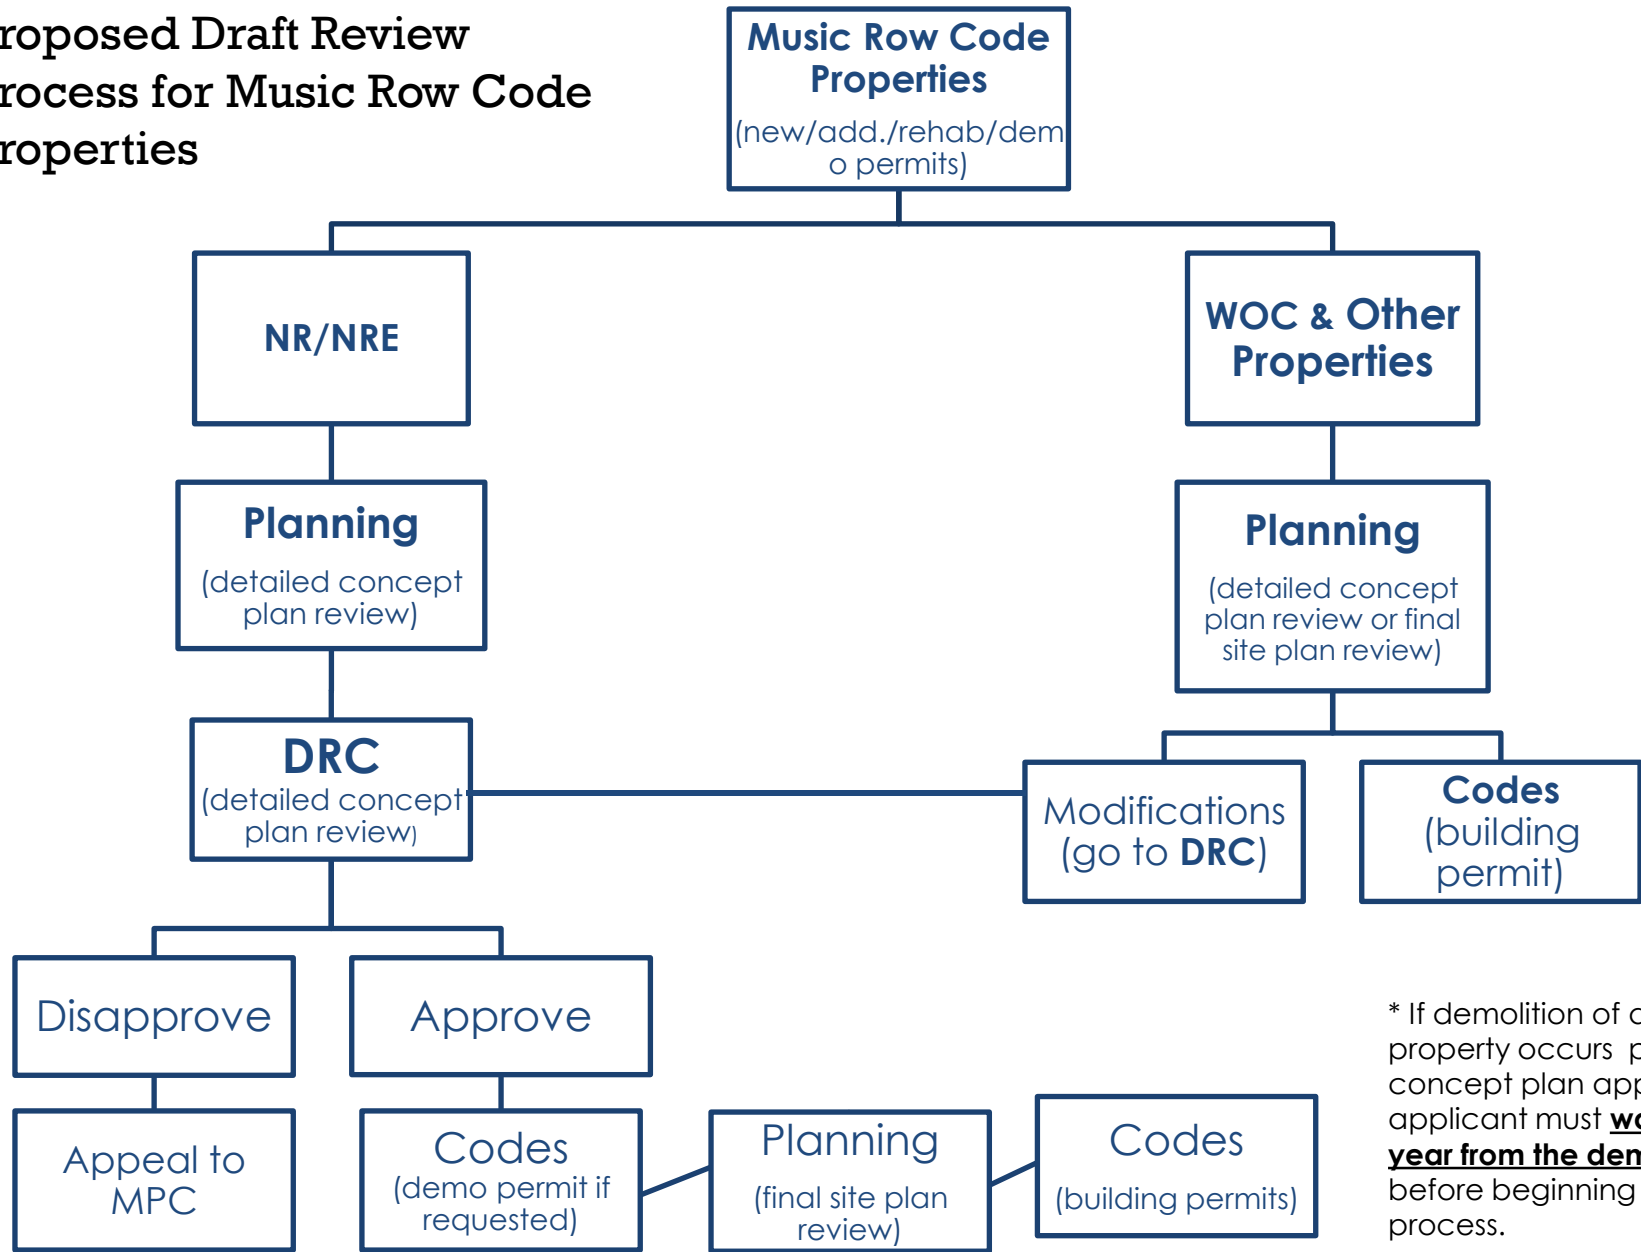 roposed Draft Review
rocess for Music Row Code
roperties
Music Row Code
Properties
(new/add./rehab/dem
o permits)
NR/NRE
WOC & Other
Properties
Planning
(detailed concept
plan review)
Planning
(detailed concept
plan review or final
site plan review)
DRC
(detailed concept
plan review)
Modifications
(go to DRC)
Codes
(building
permit)
Disapprove
Approve
Appeal to
MPC
Codes
(demo permit if
requested)
Planning
(final site plan
review)
Codes
(building permits)
* If demolition of
property occurs
concept plan
applicant must
year from the
before beginning
process.